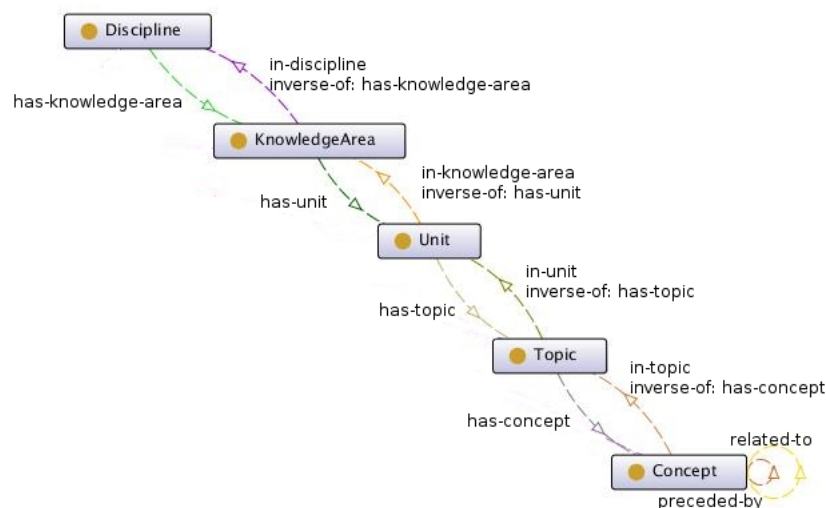 Discipline
in-discipline
inverse-of: has-knowledge-area
has-knowledge-area
KnowledgeArea
in-knowledge-area
inverse-of: has-unit
has-unit
Unit
in-unit
inverse-of: has-topic
has-topic
Topic
in-topic
inverse-of: has-concept
has-concept
related-to
Concept
preceded-by